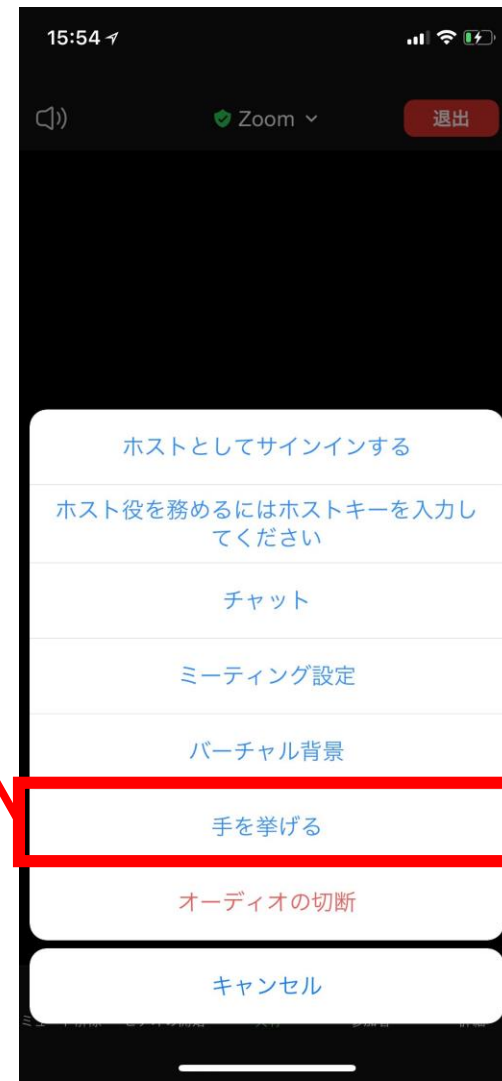 15:54
Zoom
退出
ホストとしてサインインする
ホスト役を務めるにはホストキーを入力し
てください
チャット
ミーティング設定
バーチャル背景
手を挙げる
オーディオの切断
キャンセル